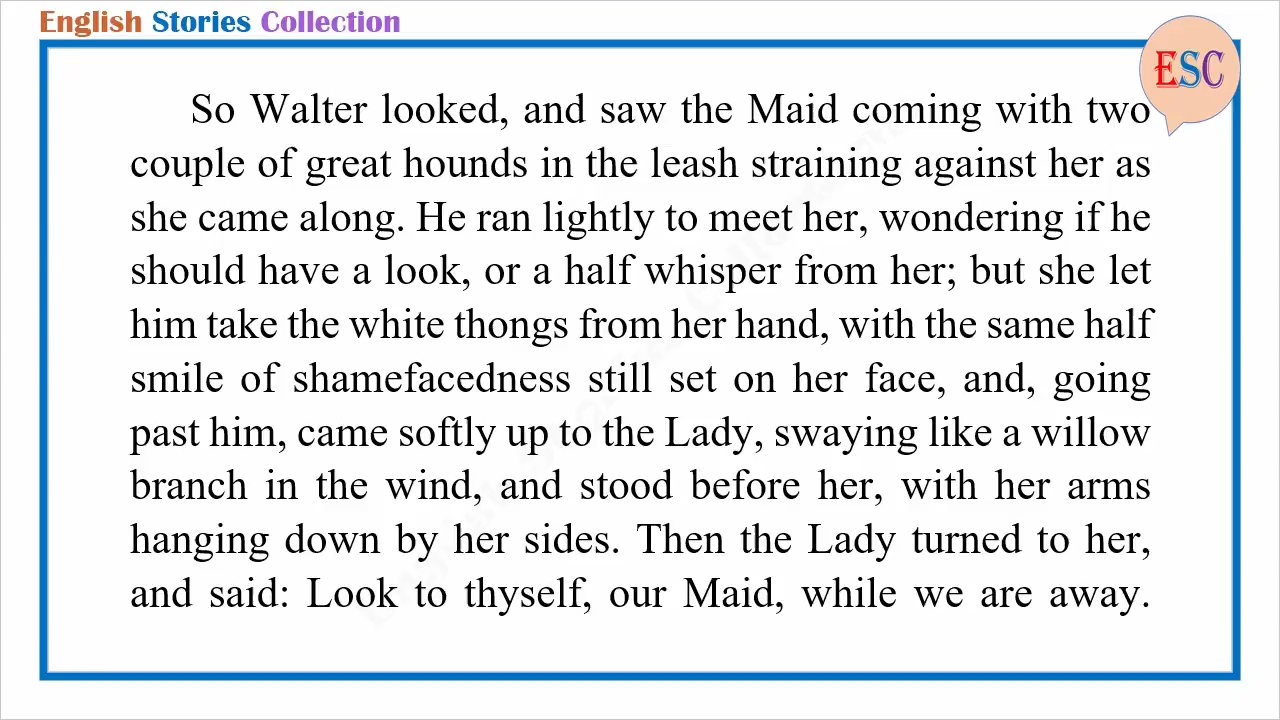 English Stories Collection
ESC
So Walter looked, and saw the Maid coming with two
couple of great hounds in the leash straining against her as
she came along. He ran lightly to meet her, wondering if he
should have a look, or a half whisper from her; but she let
him take the white thongs from her hand, with the same half
smile of shamefacedness still set on her face, and, going
past him, came softly up to the Lady, swaying like a willow
branch in the wind, and stood before her, with her arms
hanging down by her sides. Then the Lady turned to her,
and said: Look to thyself, our Maid, while we are away.